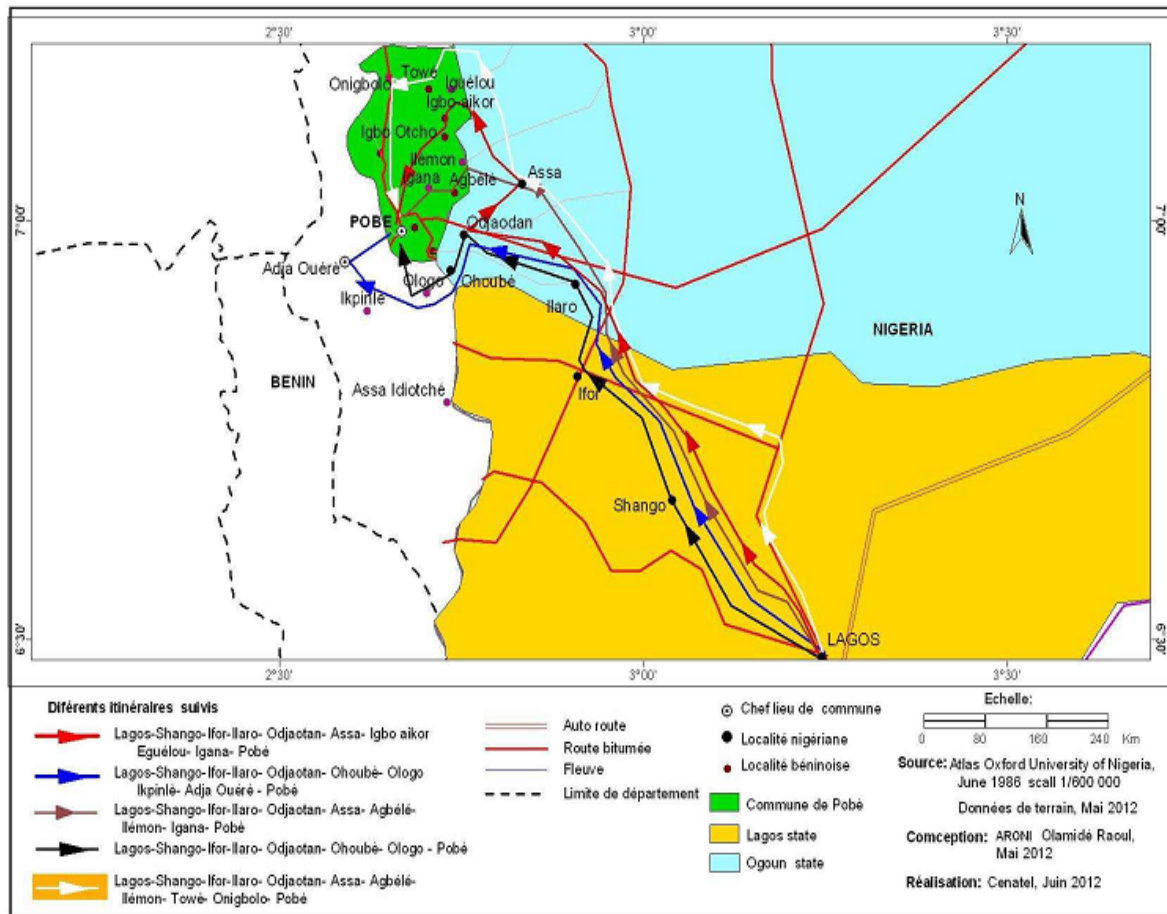 2°30' 3°00' 3°30'
Towè
Onigbolo
Iguélou
Igbo-aikor
Igbo Otcho
Ilémon
Igana
Agbélé
Assa
7°00' 7°00'
POBE
Odjaodan
Adja Ouèrè
Ologo
Ohoubé
Ikpinlè
Ilaro
NIGERIA
BENIN
Ifor
Assa Idiotchè
Shango
6°30' 6°30'
LAGOS
2°30' 3°00' 3°30'
Diférents itinéraires suivis
Lagos-Shango-Ifor-Ilaro- Odjaotan- Assa- Igbo aikor
Eguélou- Igana- Pobé
Lagos-Shango-Ifor-Ilaro- Odjaotan- Ohoubé- Ologo
Ikpinlè- Adja Ouéré - Pobé
Lagos-Shango-Ifor-Ilaro- Odjaotan- Assa- Agbélé-
Ilémon- Igana- Pobé
Lagos-Shango-Ifor-Ilaro- Odjaotan- Ohoubé- Ologo - Pobé
Lagos-Shango-Ifor-Ilaro- Odjaotan- Assa- Agbélé-
Ilémon- Towè- Onigbolo- Pobé
Auto route
Route bitumée
Fleuve
Limite de département
Chef lieu de commune
Localité nigériane
Localité béninoise
Commune de Pobè
Lagos state
Ogoun state
Echelle:
0 80 160 240 Km
Source: Atlas Oxford University of Nigeria,
June 1986 scall 1/600 000
Données de terrain, Mai 2012
Comception: ARONI Olamidé Raoul,
Mai 2012
Réalisation: Cenatel, Juin 2012
N